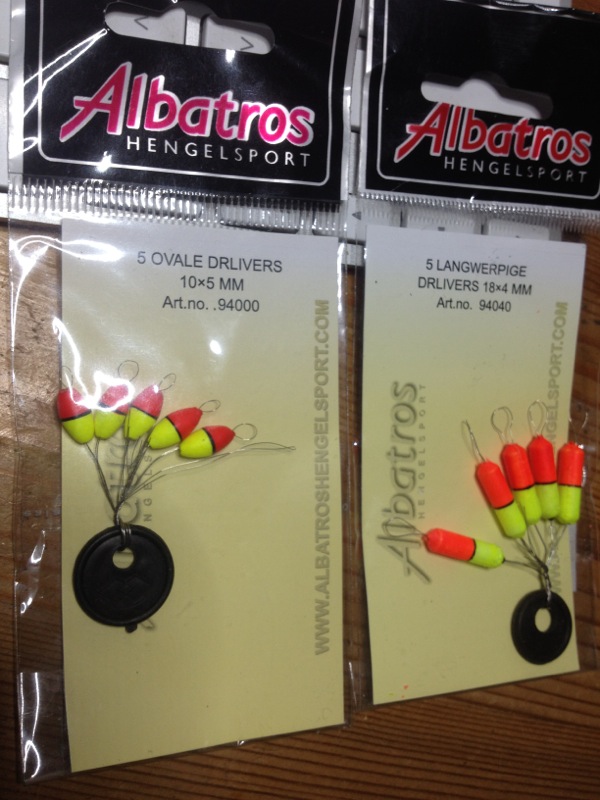 Albatros
HENGELSPORT
5 OVALE DRLIVERS
10×5 MM
Art.no. .94000
WWW.ALBATROSHENGELSPORT.COM
Albatros
HENGELSPORT
5 LANGWERPIGE
DRLIVERS 18×4 MM
Art.no. 94040
Albatros
HENGELSPORT